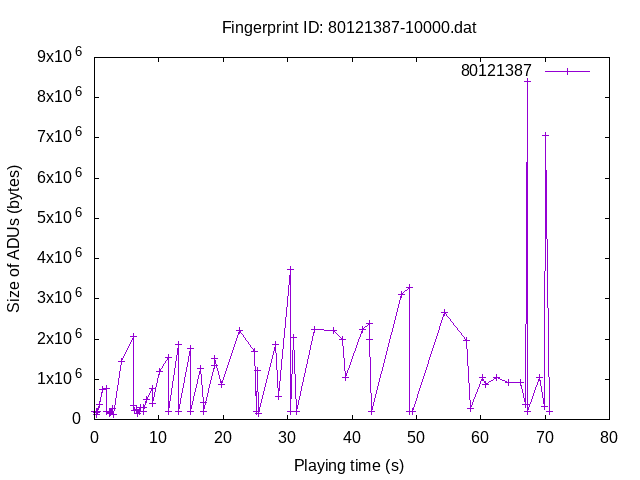 Fingerprint ID: 80121387-10000.dat
80121387
Size of ADUs (bytes)
9x10^6
8x10^6
7x10^6
6x10^6
5x10^6
4x10^6
3x10^6
2x10^6
1x10^6
0
0 10 20 30 40 50 60 70 80
Playing time (s)